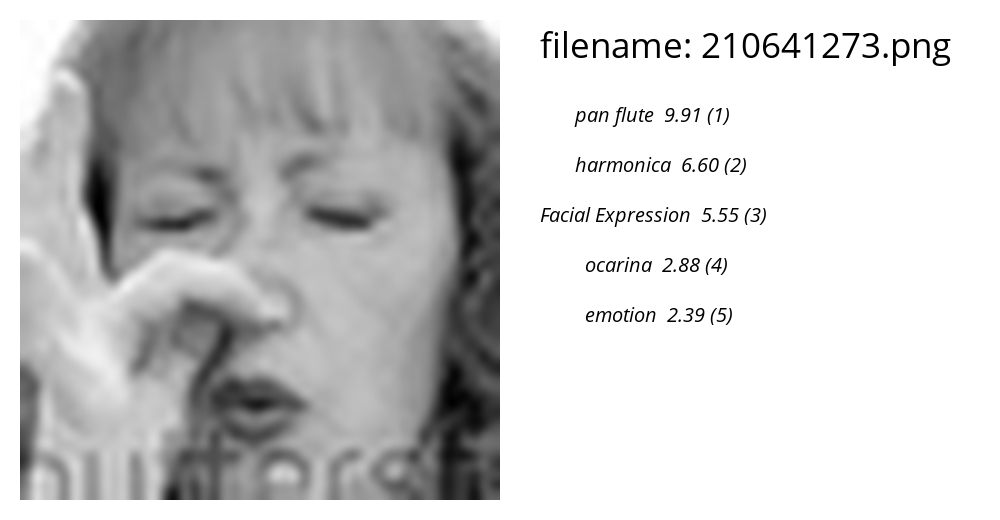 filename: 210641273.png
pan flute 9.91 (1)
harmonica 6.60 (2)
Facial Expression 5.55 (3)
ocarina 2.88 (4)
emotion 2.39 (5)